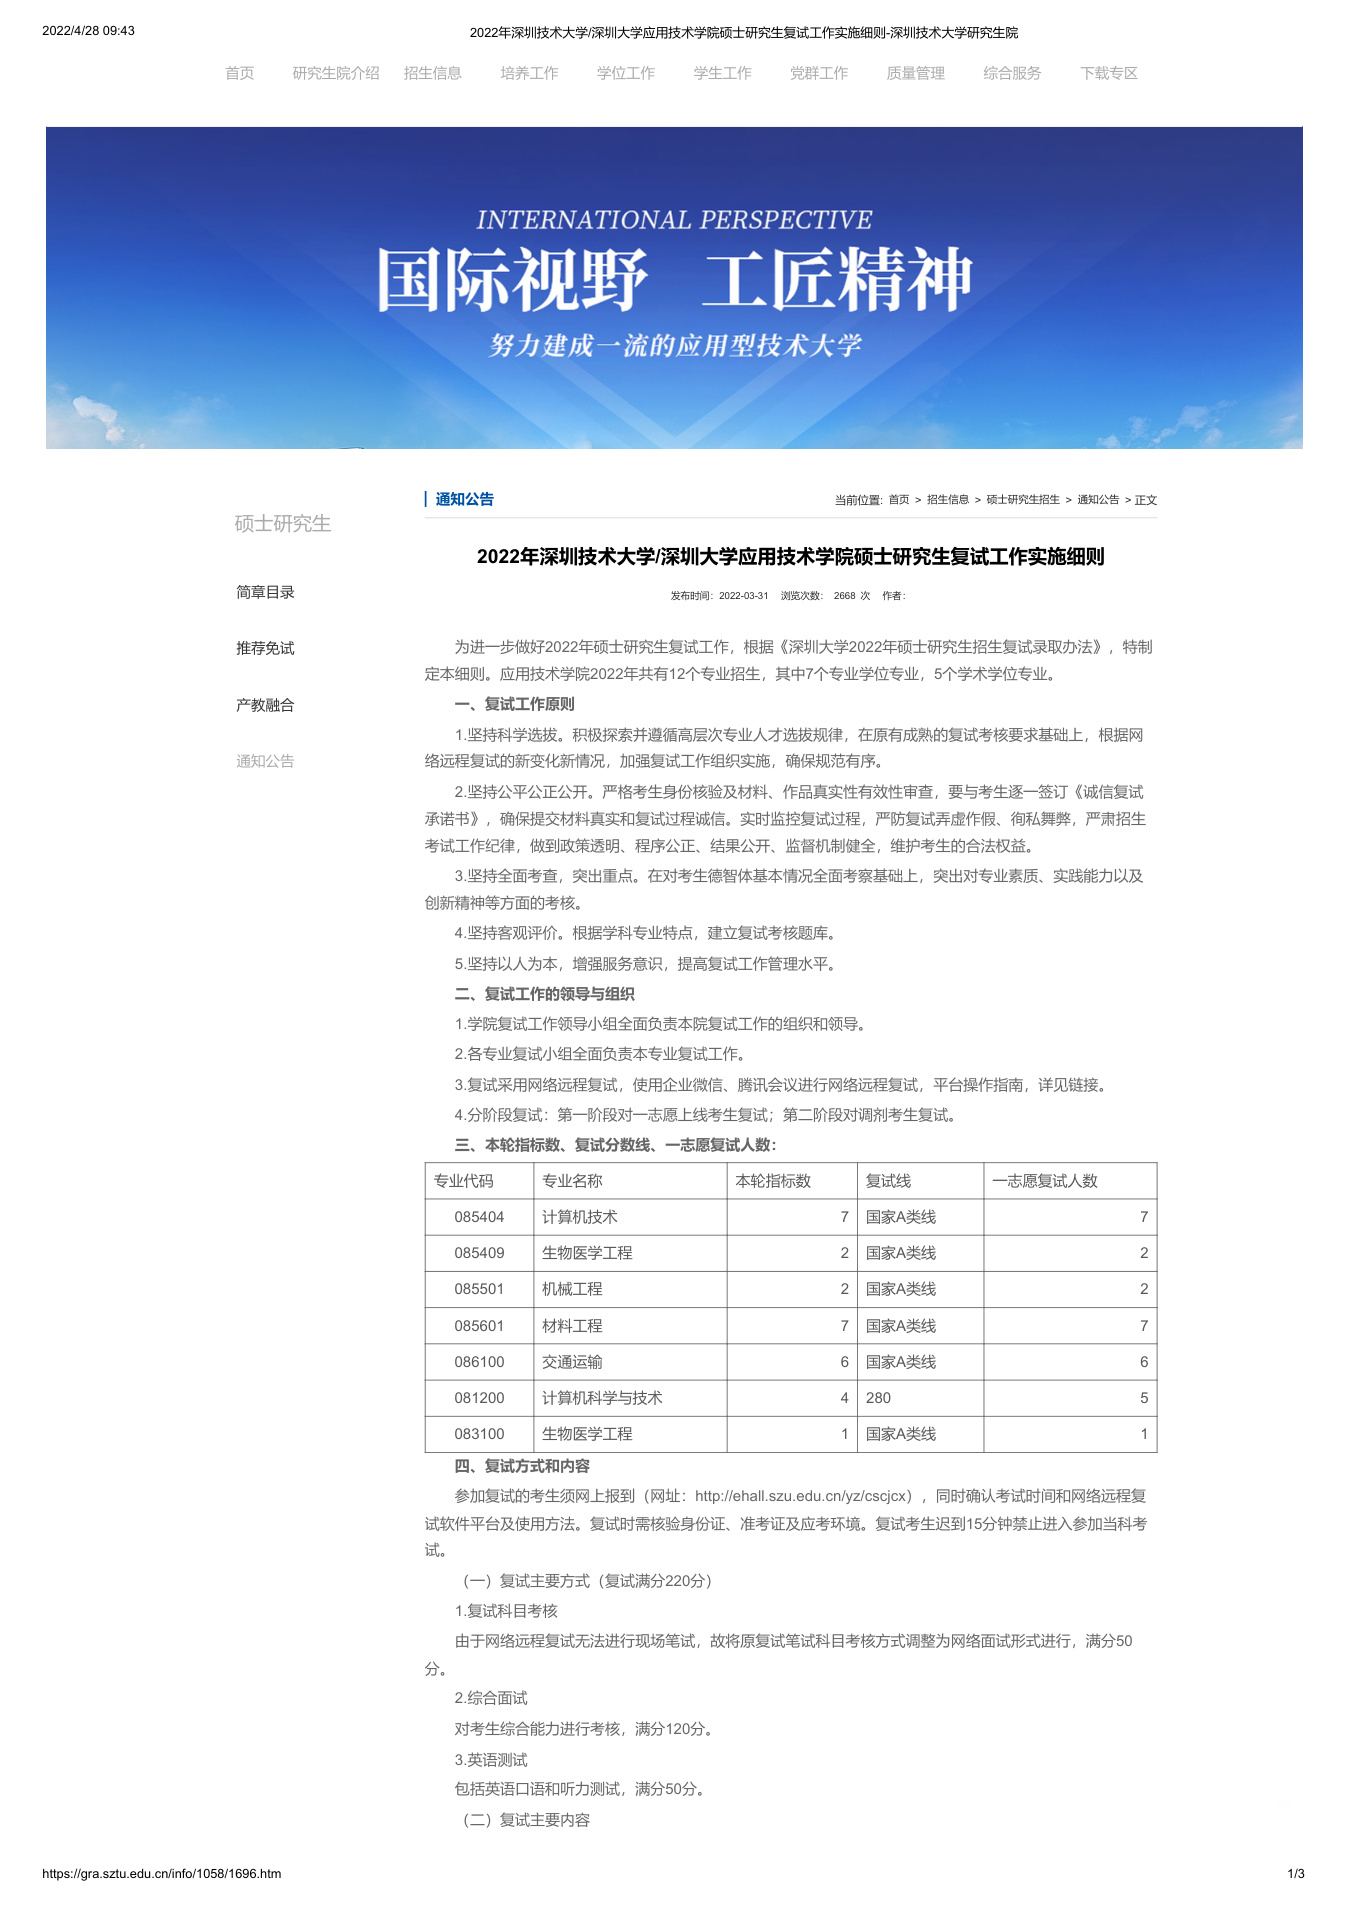 2022/4/28 09:43
2022年深圳技术大学/深圳大学应用技术学院硕士研究生复试工作实施细则-深圳技术大学研究生院
首页 研究生院介绍 招生信息 培养工作 学位工作 学生工作 党群工作 质量管理 综合服务 下载专区
INTERNATIONAL PERSPECTIVE
国际视野 工匠精神
努力建成一流的应用型技术大学
硕士研究生
简章目录
推荐免试
产教融合
通知公告
通知公告
当前位置: 首页 > 招生信息 > 硕士研究生招生 > 通知公告 > 正文
2022年深圳技术大学/深圳大学应用技术学院硕士研究生复试工作实施细则
发布时间：2022-03-31 浏览次数： 2668 次 作者：
为进一步做好2022年硕士研究生复试工作，根据《深圳大学2022年硕士研究生招生复试录取办法》，特制
定本细则。应用技术学院2022年共有12个专业招生，其中7个专业学位专业，5个学术学位专业。
一、复试工作原则
1.坚持科学选拔。积极探索并遵循高层次专业人才选拔规律，在原有成熟的复试考核要求基础上，根据网
络远程复试的新变化新情况，加强复试工作组织实施，确保规范有序。
2.坚持公平公正公开。严格考生身份核验及材料、作品真实性有效性审查，要与考生逐一签订《诚信复试
承诺书》，确保提交材料真实和复试过程诚信。实时监控复试过程，严防复试弄虚作假、徇私舞弊，严肃招生
考试工作纪律，做到政策透明、程序公正、结果公开、监督机制健全，维护考生的合法权益。
3.坚持全面考查，突出重点。在对考生德智体基本情况全面考察基础上，突出对专业素质、实践能力以及
创新精神等方面的考核。
4.坚持客观评价。根据学科专业特点，建立复试考核题库。
5.坚持以人为本，增强服务意识，提高复试工作管理水平。
二、复试工作的领导与组织
1.学院复试工作领导小组全面负责本院复试工作的组织和领导。
2.各专业复试小组全面负责本专业复试工作。
3.复试采用网络远程复试，使用企业微信、腾讯会议进行网络远程复试，平台操作指南，详见链接。
4.分阶段复试：第一阶段对一志愿上线考生复试；第二阶段对调剂考生复试。
三、本轮指标数、复试分数线、一志愿复试人数：
专业代码 专业名称 本轮指标数 复试线 一志愿复试人数
085404 计算机技术 7 国家A类线 7
085409 生物医学工程 2 国家A类线 2
085501 机械工程 2 国家A类线 2
085601 材料工程 7 国家A类线 7
086100 交通运输 6 国家A类线 6
081200 计算机科学与技术 4 280 5
083100 生物医学工程 1 国家A类线 1
四、复试方式和内容
参加复试的考生须网上报到（网址：http://ehall.szu.edu.cn/yz/cscjcx），同时确认考试时间和网络远程复
试软件平台及使用方法。复试时需核验身份证、准考证及应考环境。复试考生迟到15分钟禁止进入参加当科考
试。
（一）复试主要方式（复试满分220分）
1.复试科目考核
由于网络远程复试无法进行现场笔试，故将原复试笔试科目考核方式调整为网络面试形式进行，满分50
分。
2.综合面试
对考生综合能力进行考核，满分120分。
3.英语测试
包括英语口语和听力测试，满分50分。
（二）复试主要内容
https://gra.sztu.edu.cn/info/1058/1696.htm
1/3